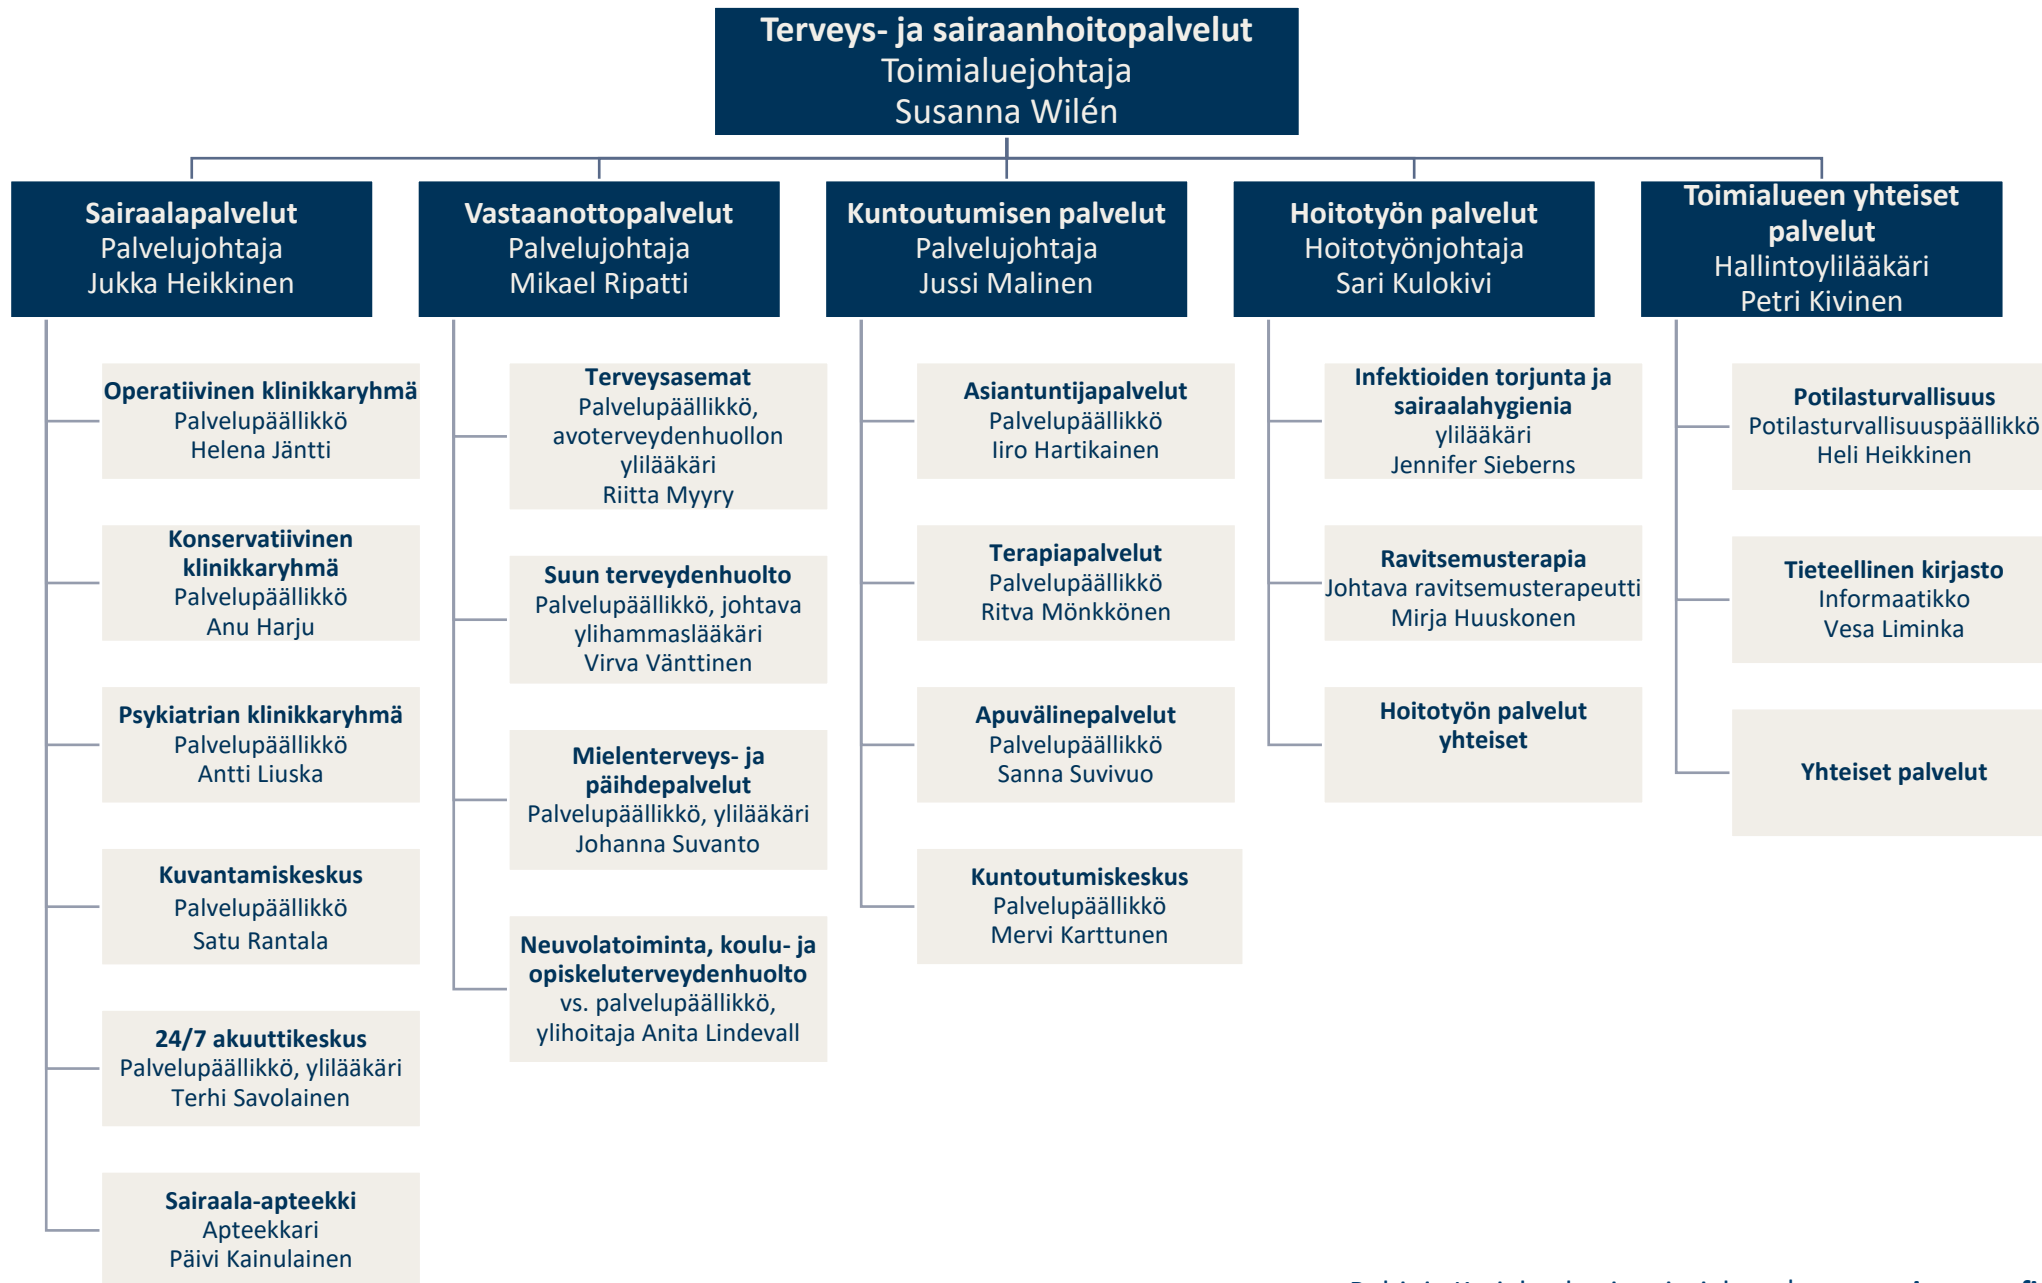 Terveys- ja sairaanhoitopalvelut
Toimialuejohtaja
Susanna Wilén
Sairaalapalvelut
Palvelujohtaja
Jukka Heikkinen
Operatiivinen klinikkaryhmä
Palvelupäällikkö
Helena Jäntti
Konservatiivinen
klinikkaryhmä
Palvelupäällikkö
Anu Harju
Psykiatrian klinikkaryhmä
Palvelupäällikkö
Antti Liuska
Kuvantamiskeskus
Palvelupäällikkö
Satu Rantala
24/7 akuuttikeskus
Palvelupäällikkö, ylilääkäri
Terhi Savolainen
Sairaala-apteekki
Apteekkari
Päivi Kainulainen
Vastaanottopalvelut
Palvelujohtaja
Mikael Ripatti
Terveysasemat
Palvelupäällikkö,
avoterveydenhuollon
ylilääkäri
Riitta Myyry
Suun terveydenhuolto
Palvelupäällikkö, johtava
ylihammaslääkäri
Virva Vänttinen
Mielenterveys- ja
päihdepalvelut
Palvelupäällikkö, ylilääkäri
Johanna Suvanto
Neuvolatoiminta, koulu- ja
opiskeluterveydenhuolto
vs. palvelupäällikkö,
ylihoitaja Anita Lindevall
Kuntoutumisen palvelut
Palvelujohtaja
Jussi Malinen
Asiantuntijapalvelut
Palvelupäällikkö
Iiro Hartikainen
Terapiapalvelut
Palvelupäällikkö
Ritva Mönkkönen
Apuvälinepalvelut
Palvelupäällikkö
Sanna Suvivuo
Kuntoutumiskeskus
Palvelupäällikkö
Mervi Karttunen
Hoitotyön palvelut
Hoitotyönjohtaja
Sari Kulokivi
Infektioiden torjunta ja
sairaalahygienia
ylilääkäri
Jennifer Sieberns
Ravitsemusterapia
Johtava ravitsemusterapeutti
Mirja Huuskonen
Hoitotyön palvelut
yhteiset
Toimialueen yhteiset
palvelut
Hallintoylilääkäri
Petri Kivinen
Potilasturvallisuus
Potilasturvallisuuspäällikkö
Heli Heikkinen
Tieteellinen kirjasto
Informaatikko
Vesa Liminka
Yhteiset palvelut